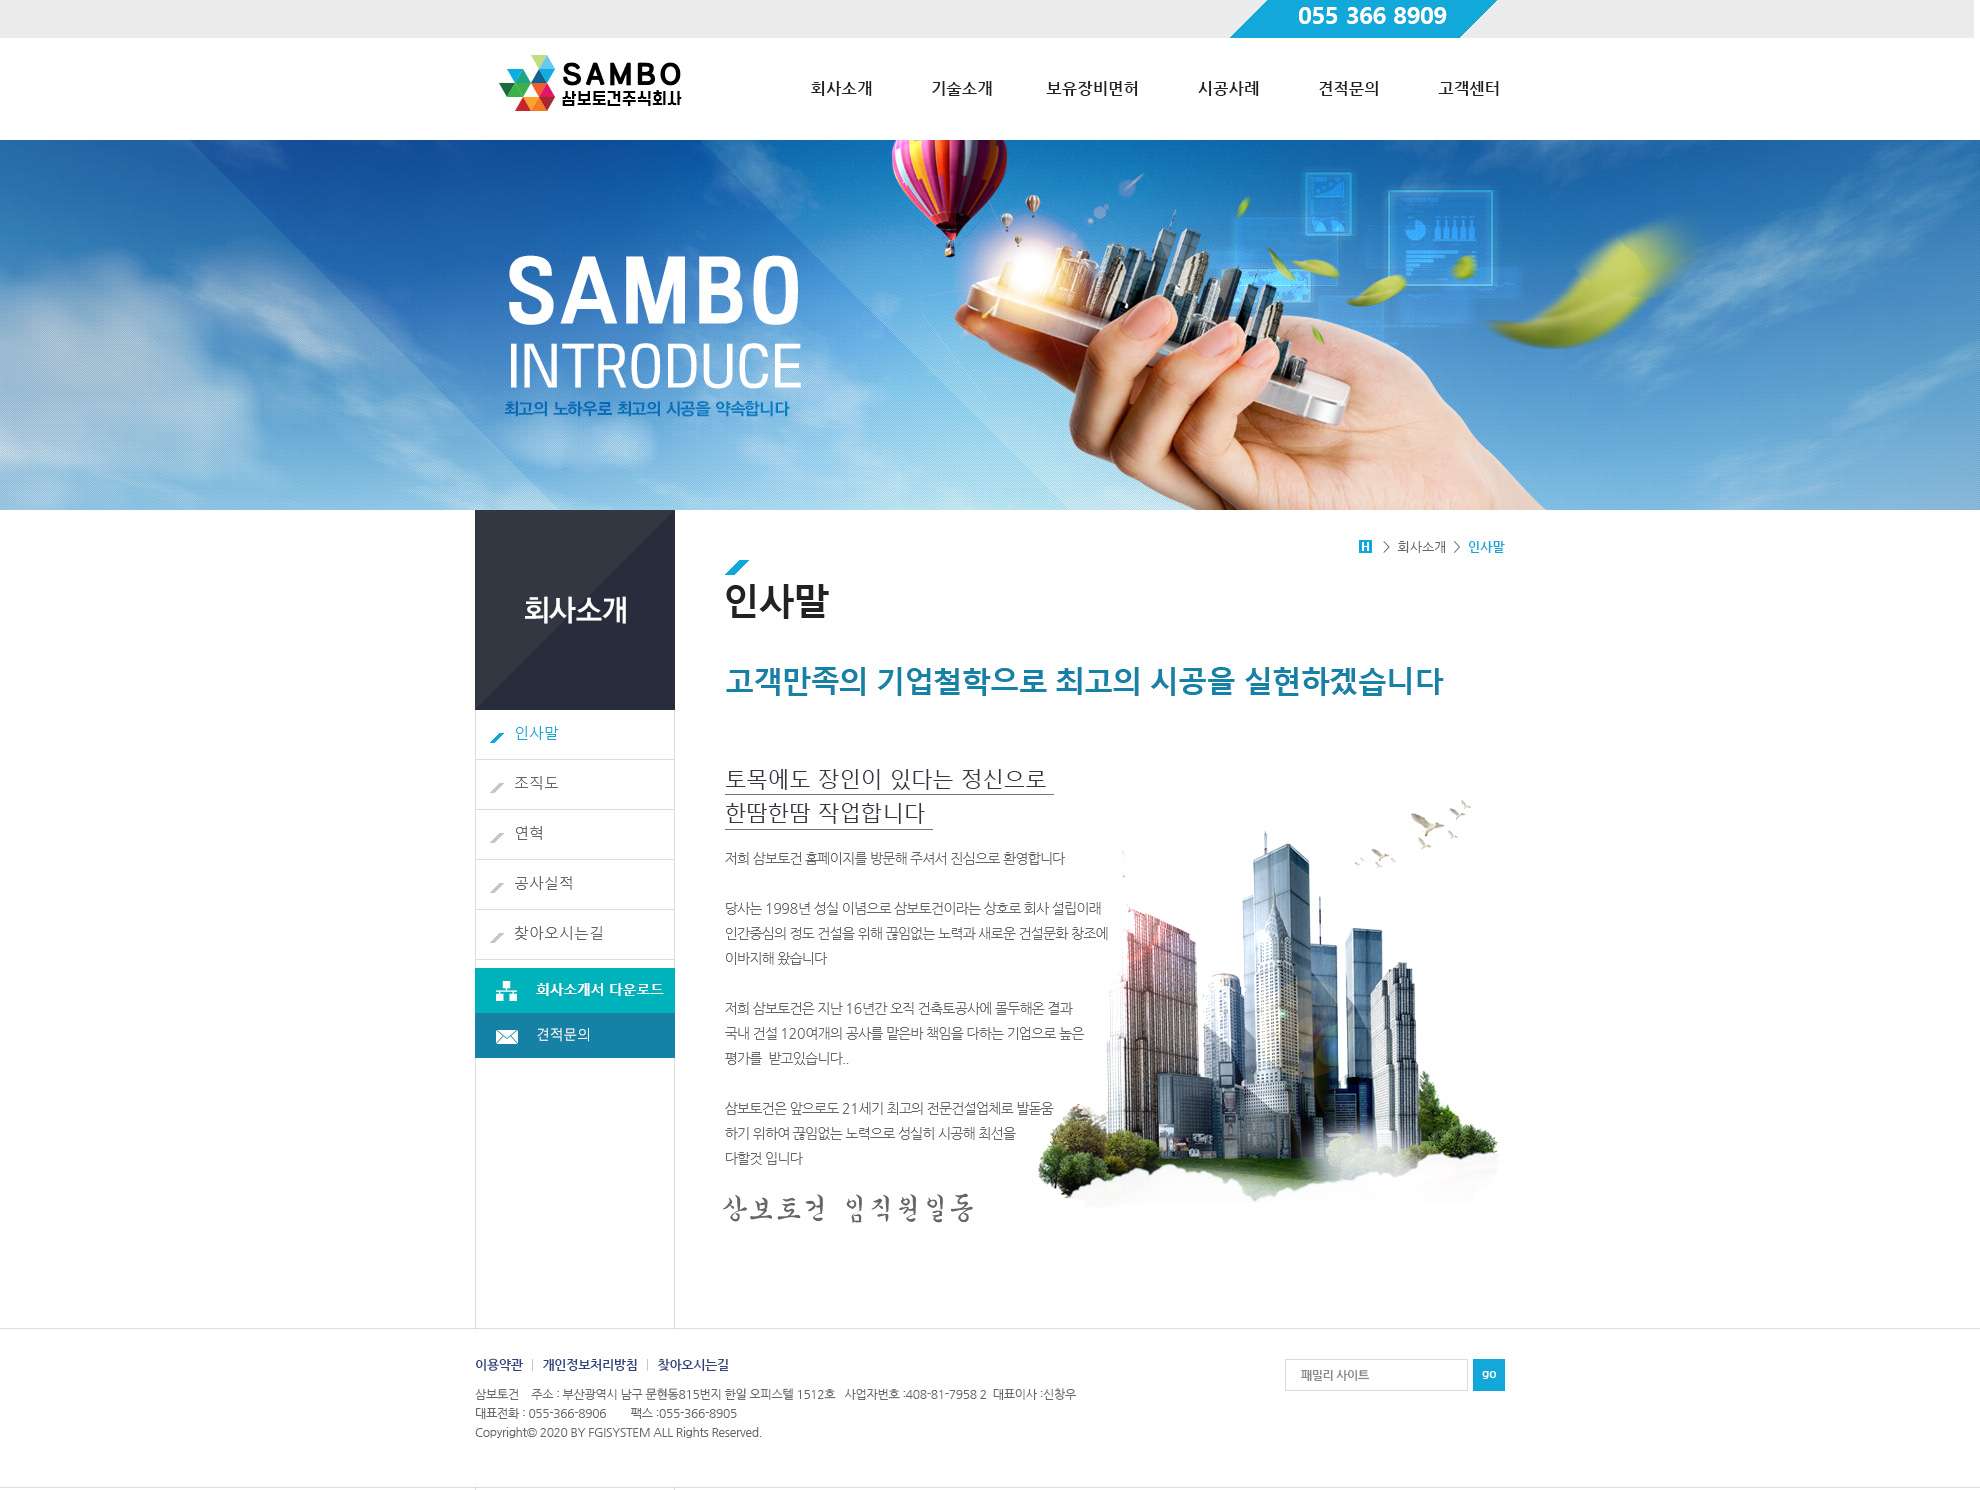 055 366 8909
SAMBO
삼보토건주식회사
회사소개 기술소개 보유장비면허 시공사례 견적문의 고객센터
SAMBO
INTRODUCE
최고의 노하우로 최고의 시공을 약속합니다
회사소개
인사말
조직도
연혁
공사실적
찾아오시는길
회사소개서 다운로드
견적문의
H > 회사소개 > 인사말
인사말
고객만족의 기업철학으로 최고의 시공을 실현하겠습니다
토목에도 장인이 있다는 정신으로
한땀한땀 작업합니다
저희 삼보토건 홈페이지를 방문해 주셔서 진심으로 환영합니다
당사는 1998년 성실 이념으로 삼보토건이라는 상호로 회사 설립이래
인간중심의 정도 건설을 위해 끊임없는 노력과 새로운 건설문화 창조에
이바지해 왔습니다
저희 삼보토건은 지난 16년간 오직 건축토공사에 몰두해온 결과
국내 건설 120여개의 공사를 맡은바 책임을 다하는 기업으로 높은
평가를 받고있습니다..
삼보토건은 앞으로도 21세기 최고의 전문건설업체로 발돋움
하기 위하여 끊임없는 노력으로 성실히 시공해 최선을
다할것 입니다
삼보토건 임직원일동
이용약관 | 개인정보처리방침 | 찾아오시는길
삼보토건 주소 : 부산광역시 남구 문현동815번지 한일 오피스텔 1512호 사업자번호 :408-81-7958 2 대표이사 :신창우
대표전화 : 055-366-8906 팩스 :055-366-8905
Copyright© 2020 BY FGISYSTEM ALL Rights Reserved.
패밀리 사이트
go